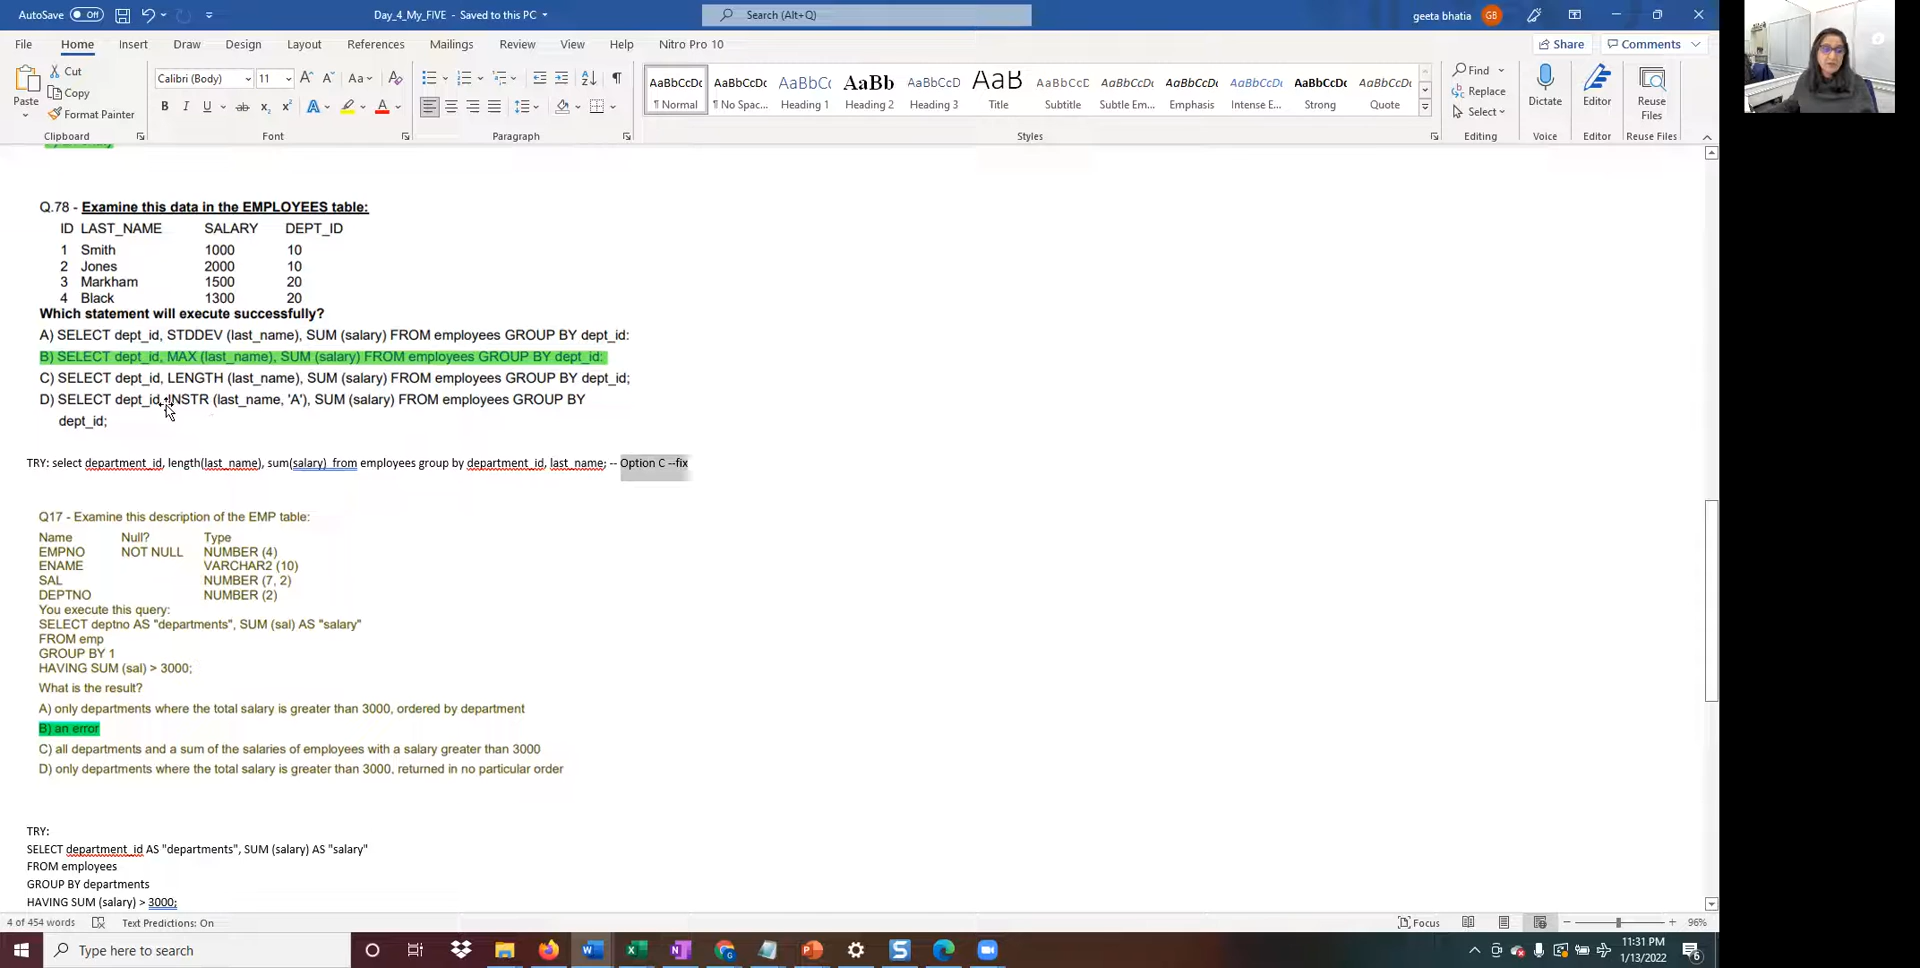 AutoSave Off
Day_4_My_FIVE - Saved to this PC
Search (Alt+Q)
geeta bhatia GB
File Home Insert Draw Design Layout References Mailings Review View Help Nitro Pro 10
Share Comments
Paste
Cut
Copy
Format Painter
Calibri (Body) 11
AaBbCcDc AaBbCcDc AaBbCc AaBb AaBbCcD AaB AaBbCcD AaBbCcDc AaBbCcDc AaBbCcDc AaBbCcDc AaBbCcDc
¶ Normal ¶ No Spac... Heading 1 Heading 2 Heading 3 Title Subtitle Subtle Em... Emphasis Intense E... Strong Quote
Find
Replace
Select
Dictate
Editor
Reuse
Files
Clipboard Font Paragraph Styles Editing Voice Editor Reuse Files
Q.78 - Examine this data in the EMPLOYEES table:
ID LAST_NAME SALARY DEPT_ID
1 Smith 1000 10
2 Jones 2000 10
3 Markham 1500 20
4 Black 1300 20
Which statement will execute successfully?
A) SELECT dept_id, STDDEV (last_name), SUM (salary) FROM employees GROUP BY dept_id:
B) SELECT dept_id, MAX (last_name), SUM (salary) FROM employees GROUP BY dept_id:
C) SELECT dept_id, LENGTH (last_name), SUM (salary) FROM employees GROUP BY dept_id;
D) SELECT dept_id, INSTR (last_name, 'A'), SUM (salary) FROM employees GROUP BY
dept_id;
TRY: select department_id, length(last_name), sum(salary) from employees group by department_id, last_name; -- Option C --fix
Q17 - Examine this description of the EMP table:
Name Null? Type
EMPNO NOT NULL NUMBER (4)
ENAME VARCHAR2 (10)
SAL NUMBER (7, 2)
DEPTNO NUMBER (2)
You execute this query:
SELECT deptno AS "departments", SUM (sal) AS "salary"
FROM emp
GROUP BY 1
HAVING SUM (sal) > 3000;
What is the result?
A) only departments where the total salary is greater than 3000, ordered by department
B) an error
C) all departments and a sum of the salaries of employees with a salary greater than 3000
D) only departments where the total salary is greater than 3000, returned in no particular order
TRY:
SELECT department_id AS "departments", SUM (salary) AS "salary"
FROM employees
GROUP BY departments
HAVING SUM (salary) > 3000;
4 of 454 words Text Predictions: On Focus 96%
Type here to search
11:31 PM
1/13/2022
6